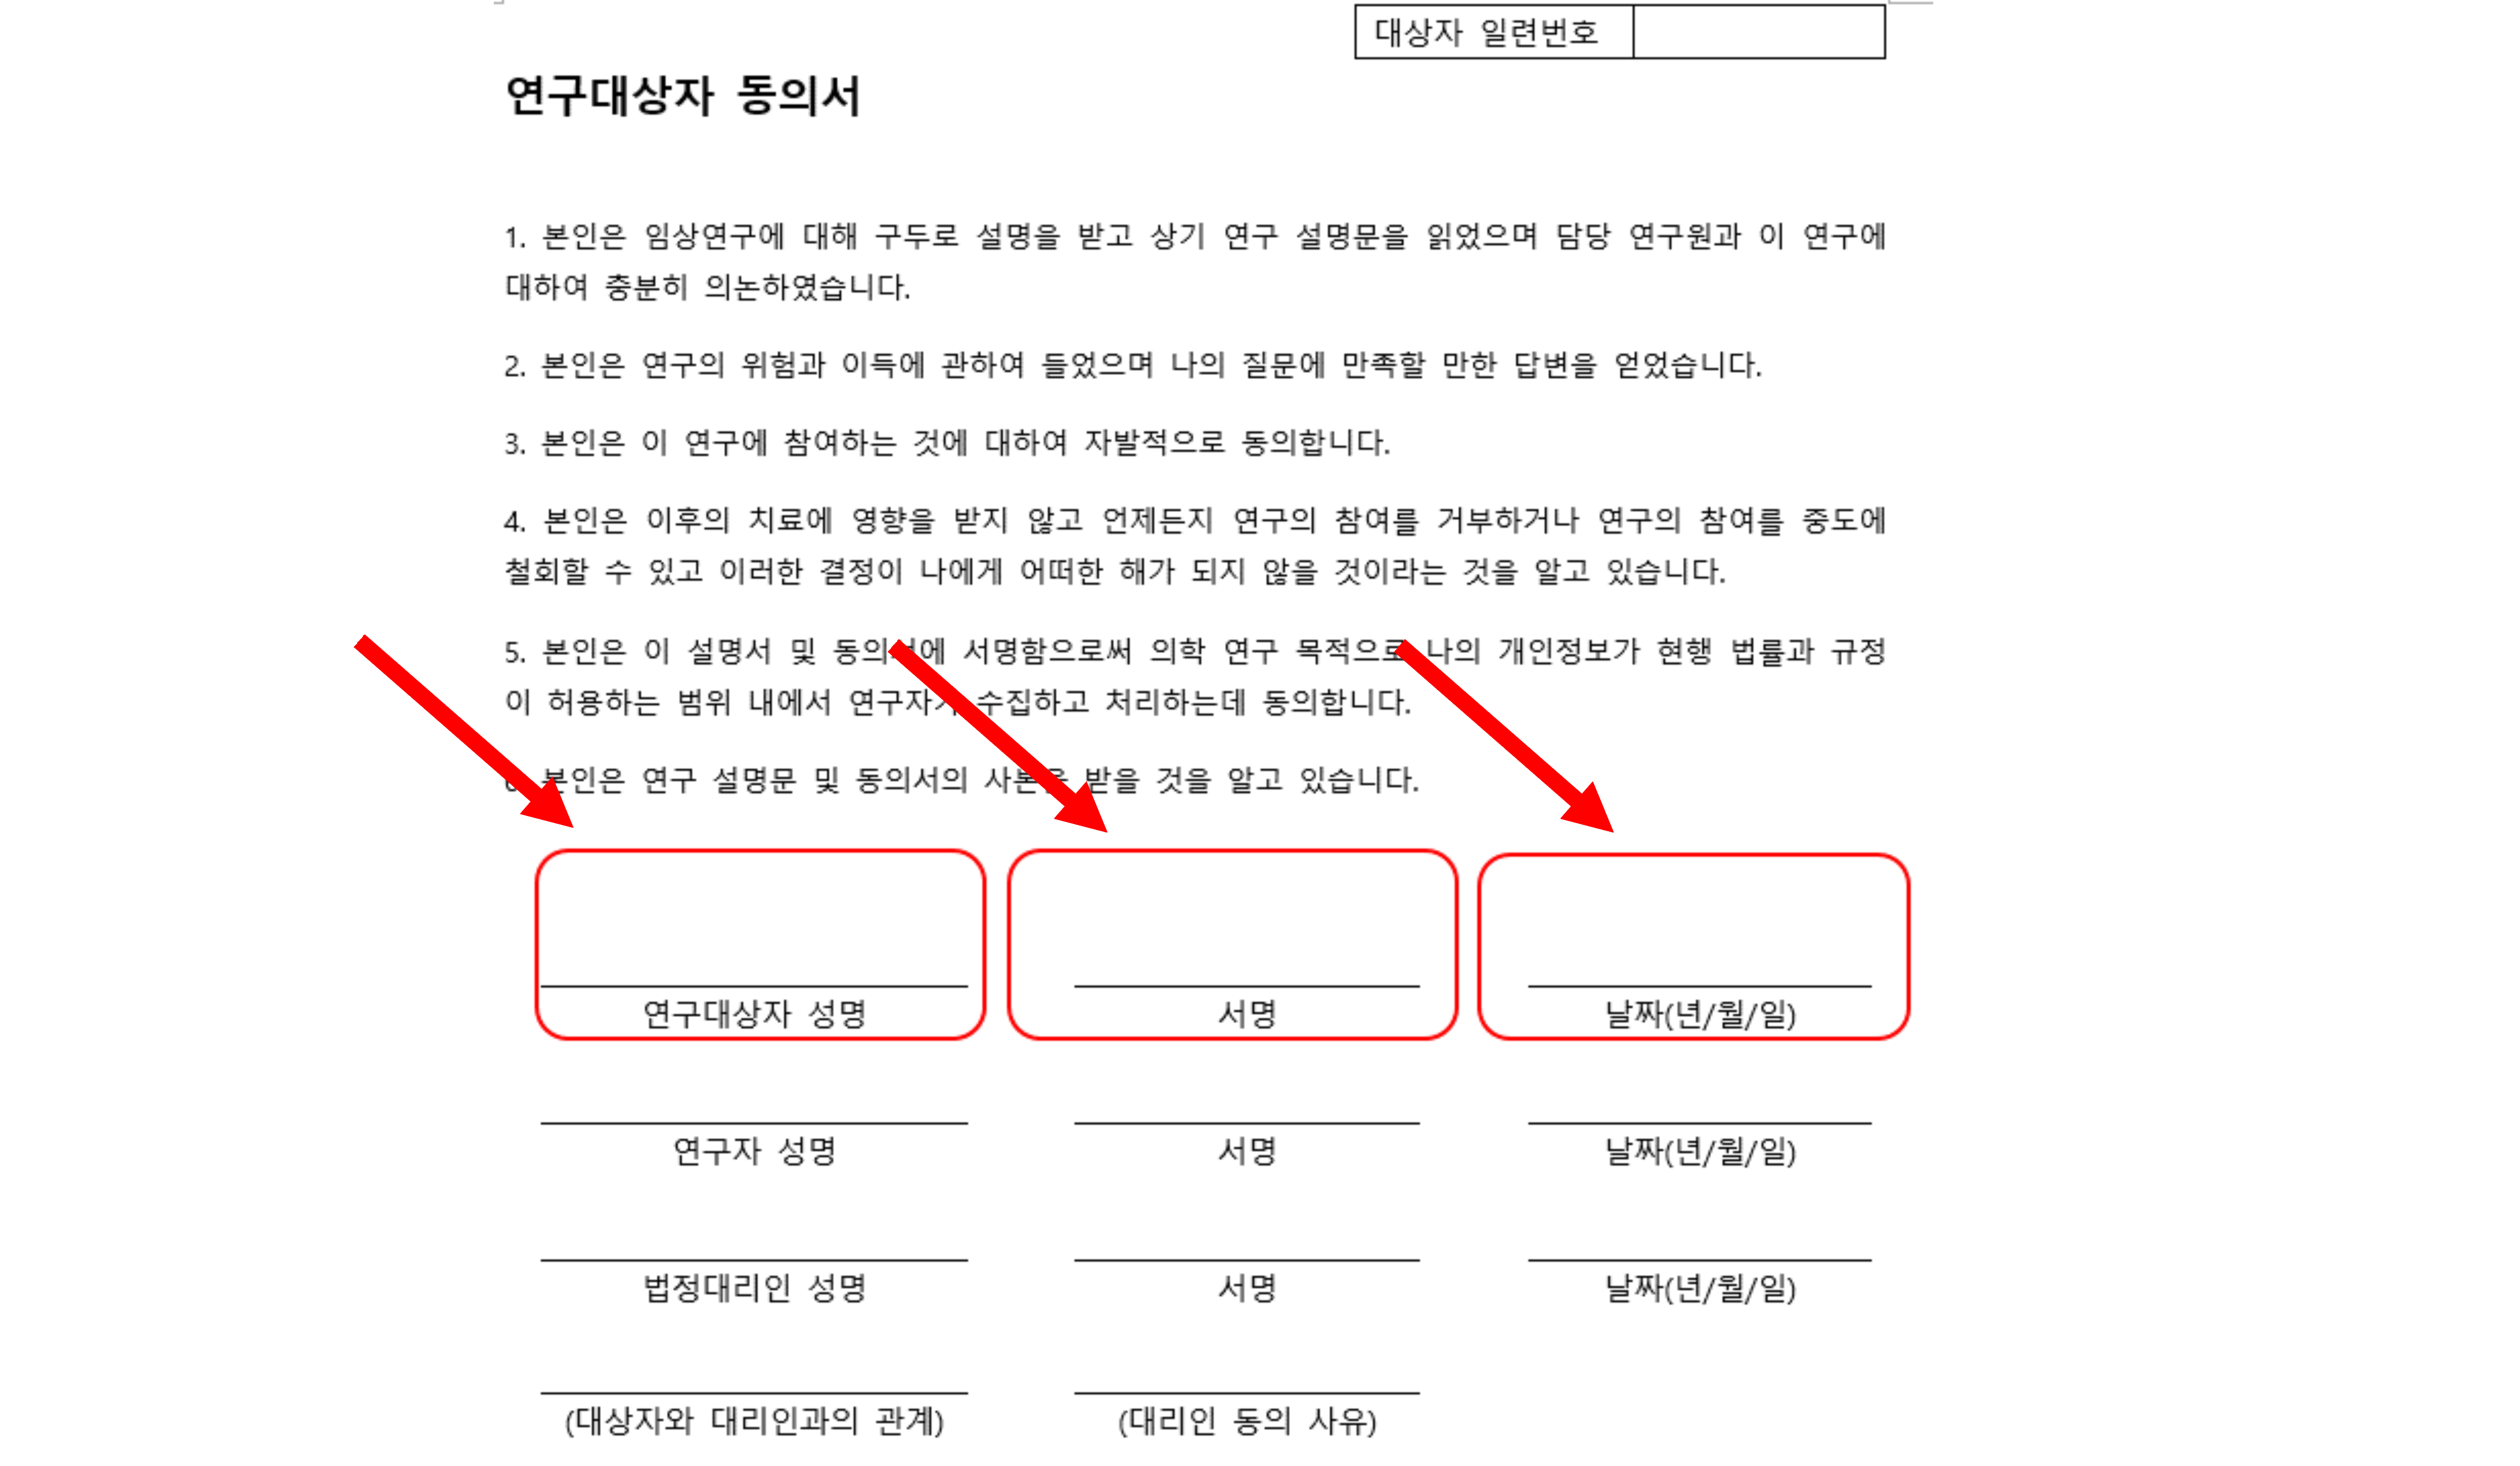 대상자 일련번호
연구대상자 동의서
1. 본인은 임상연구에 대해 구두로 설명을 받고 상기 연구 설명문을 읽었으며 담당 연구원과 이 연구에
대하여 충분히 의논하였습니다.
2. 본인은 연구의 위험과 이득에 관하여 들었으며 나의 질문에 만족할 만한 답변을 얻었습니다.
3. 본인은 이 연구에 참여하는 것에 대하여 자발적으로 동의합니다.
4. 본인은 이후의 치료에 영향을 받지 않고 언제든지 연구의 참여를 거부하거나 연구의 참여를 중도에
철회할 수 있고 이러한 결정이 나에게 어떠한 해가 되지 않을 것이라는 것을 알고 있습니다.
5. 본인은 이 설명서 및 동의서에 서명함으로써 의학 연구 목적으로 나의 개인정보가 현행 법률과 규정
이 허용하는 범위 내에서 연구자가 수집하고 처리하는데 동의합니다.
6. 본인은 연구 설명문 및 동의서의 사본을 받을 것을 알고 있습니다.
연구대상자 성명 서명 날짜(년/월/일)
연구자 성명 서명 날짜(년/월/일)
법정대리인 성명 서명 날짜(년/월/일)
(대상자와 대리인과의 관계) (대리인 동의 사유)